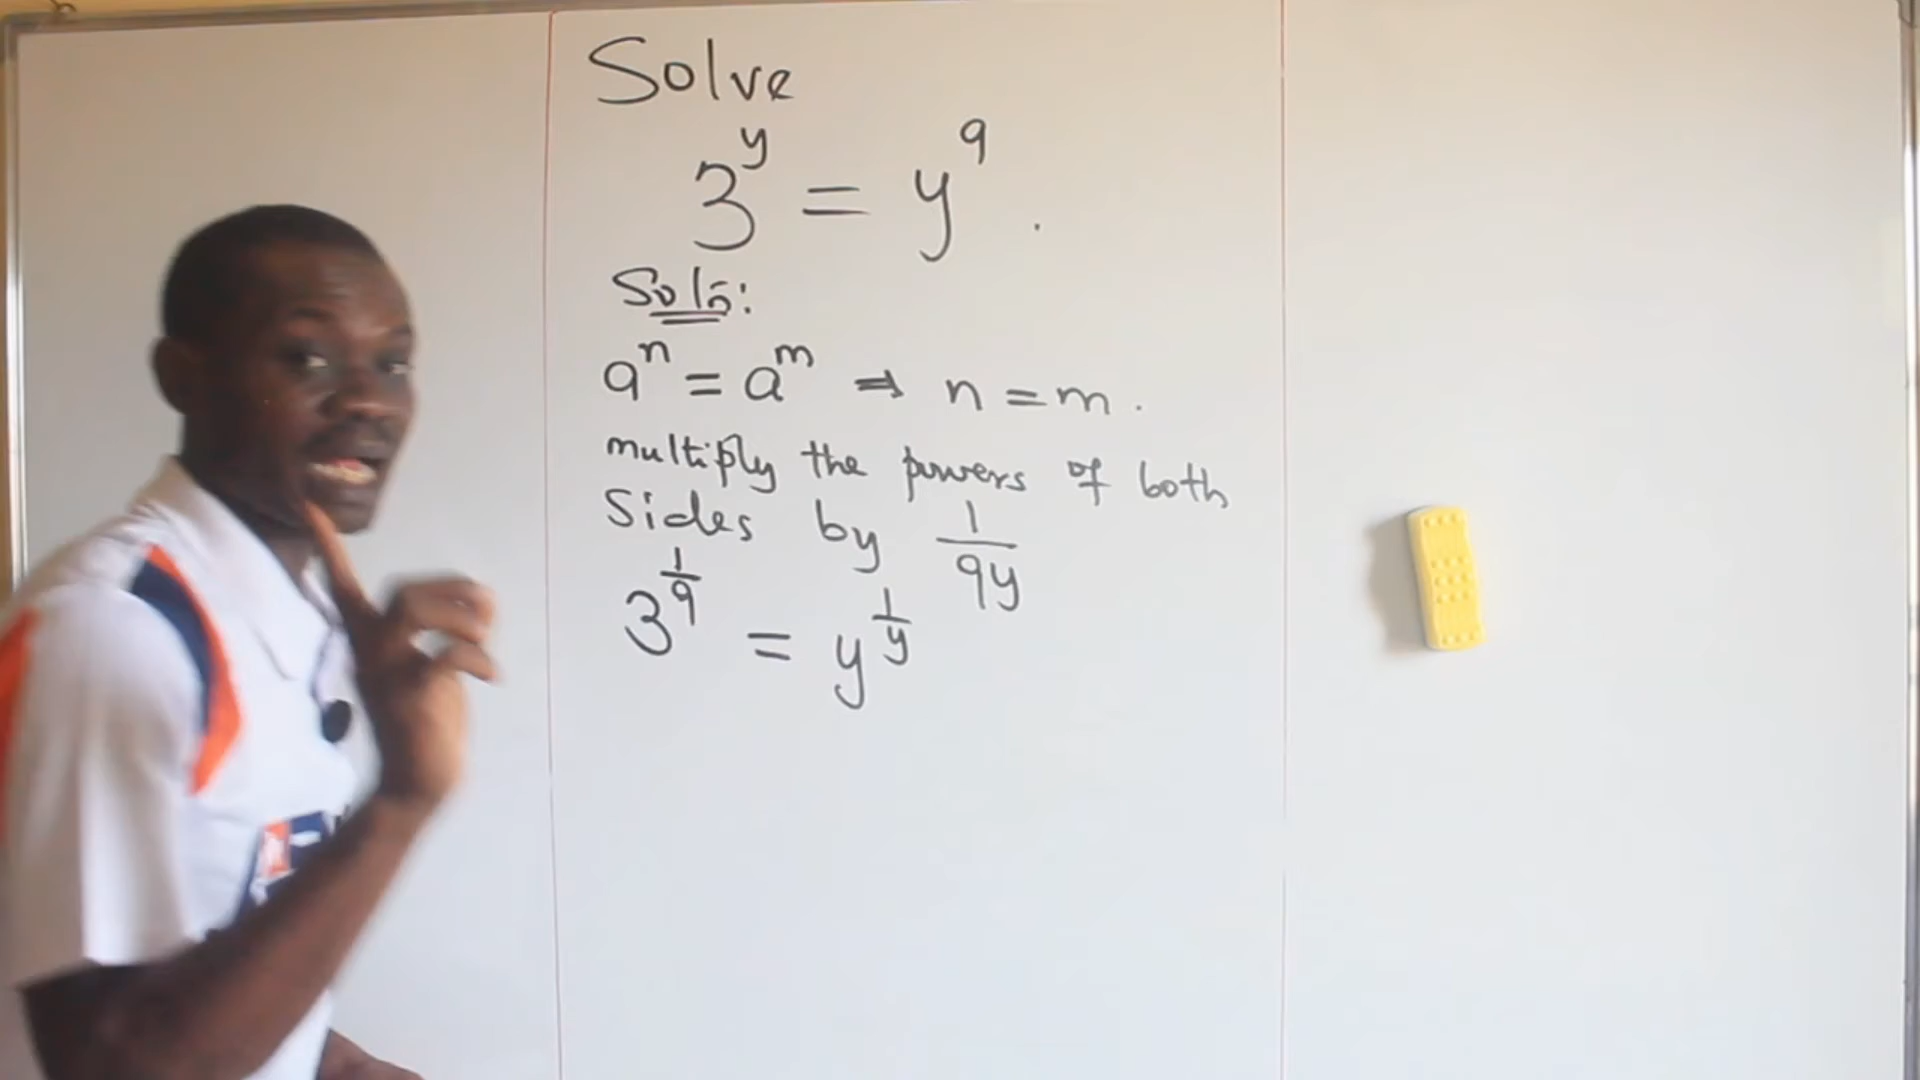 Solve
3^y = y^9.
Soln:
a^n = a^m ⇒ n = m.
multiply the powers of both
Sides by 1/9y
3^(1/9) = y^(1/y)